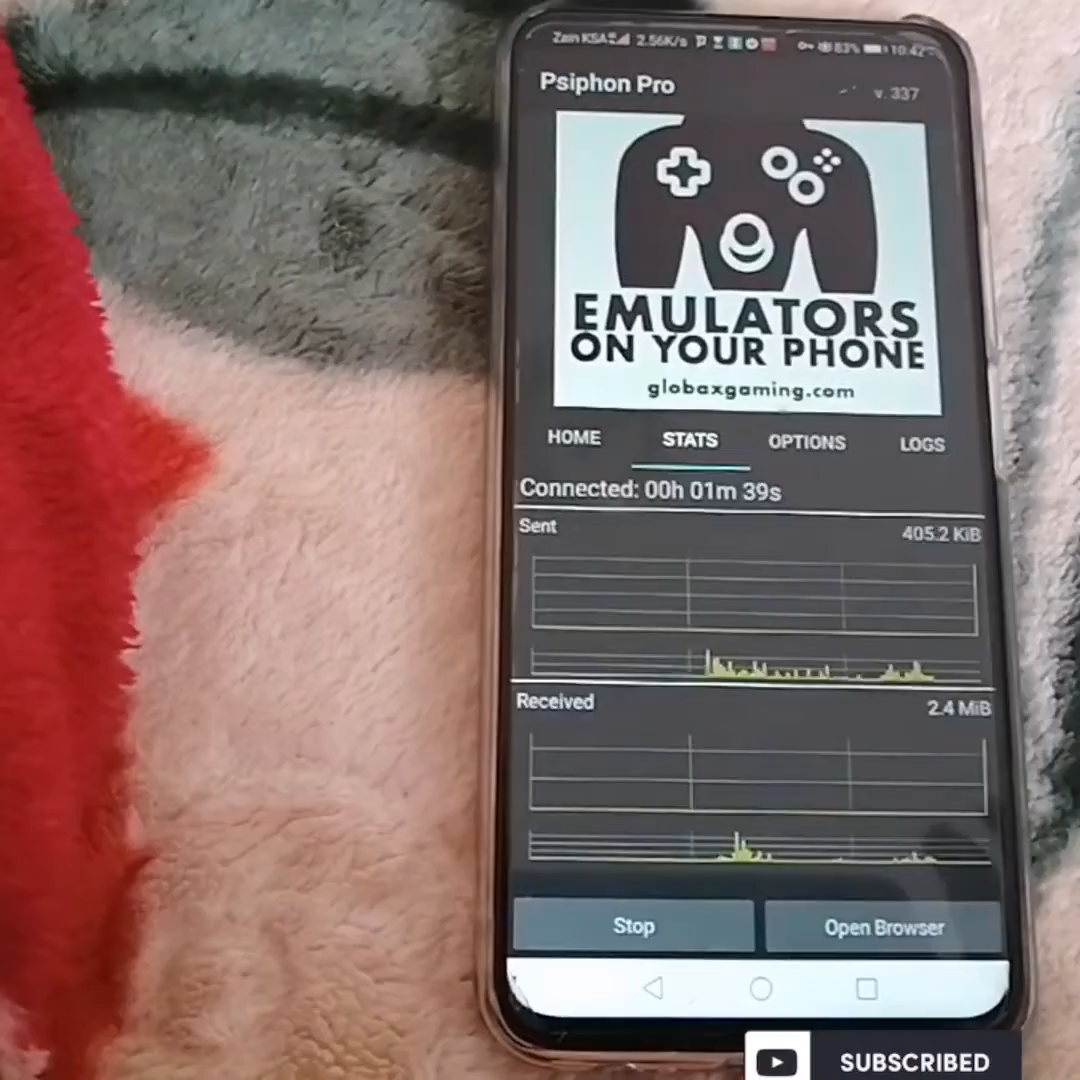 Zain KSA 2.56K/s 83% 10:42
Psiphon Pro
v. 337
EMULATORS
ON YOUR PHONE
globaxgaming.com
HOME STATS OPTIONS LOGS
Connected: 00h 01m 39s
Sent 405.2 KiB
Received 2.4 MiB
Stop Open Browser
SUBSCRIBED